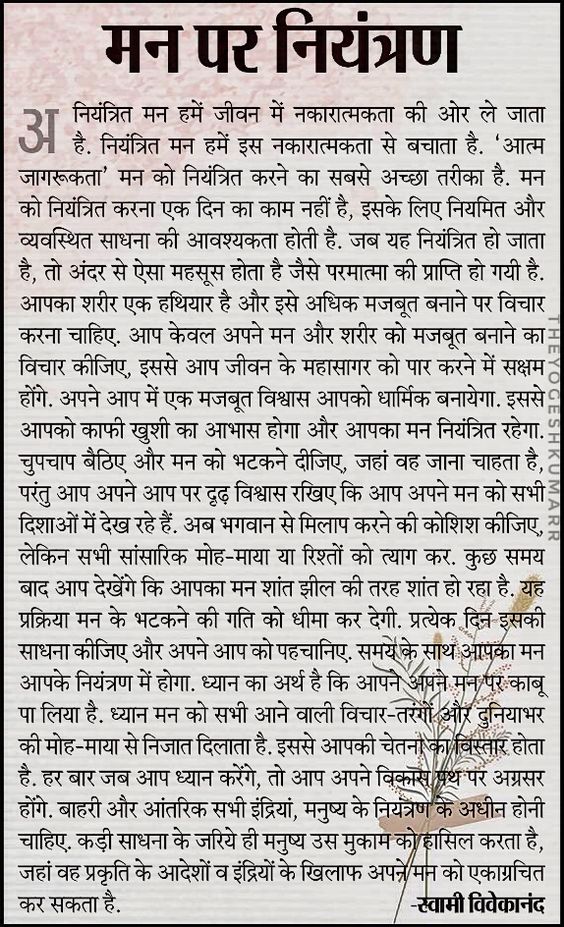 मन पर नियंत्रण
अनियंत्रित मन हमें जीवन में नकारात्मकता की ओर ले जाता
है. नियंत्रित मन हमें इस नकारात्मकता से बचाता है. ‘आत्म
जागरूकता’ मन को नियंत्रित करने का सबसे अच्छा तरीका है. मन
को नियंत्रित करना एक दिन का काम नहीं है, इसके लिए नियमित और
व्यवस्थित साधना की आवश्यकता होती है. जब यह नियंत्रित हो जाता
है, तो अंदर से ऐसा महसूस होता है जैसे परमात्मा की प्राप्ति हो गयी है.
आपका शरीर एक हथियार है और इसे अधिक मजबूत बनाने पर विचार
करना चाहिए. आप केवल अपने मन और शरीर को मजबूत बनाने का
विचार कीजिए, इससे आप जीवन के महासागर को पार करने में सक्षम
होंगे. अपने आप में एक मजबूत विश्वास आपको धार्मिक बनायेगा. इससे
आपको काफी खुशी का आभास होगा और आपका मन नियंत्रित रहेगा.
चुपचाप बैठिए और मन को भटकने दीजिए, जहां वह जाना चाहता है,
परंतु आप अपने आप पर दृढ़ विश्वास रखिए कि आप अपने मन को सभी
दिशाओं में देख रहे हैं. अब भगवान से मिलाप करने की कोशिश कीजिए,
लेकिन सभी सांसारिक मोह-माया या रिश्तों को त्याग कर. कुछ समय
बाद आप देखेंगे कि आपका मन शांत झील की तरह शांत हो रहा है. यह
प्रक्रिया मन के भटकने की गति को धीमा कर देगी. प्रत्येक दिन इसकी
साधना कीजिए और अपने आप को पहचानिए. समय के साथ आपका मन
आपके नियंत्रण में होगा. ध्यान का अर्थ है कि आपने अपने मन पर काबू
पा लिया है. ध्यान मन को सभी आने वाली विचार-तरंगों और दुनियाभर
की मोह-माया से निजात दिलाता है. इससे आपकी चेतना का विस्तार होता
है. हर बार जब आप ध्यान करेंगे, तो आप अपने विकास पथ पर अग्रसर
होंगे. बाहरी और आंतरिक सभी इंद्रियां, मनुष्य के नियंत्रण के अधीन होनी
चाहिए. कड़ी साधना के जरिये ही मनुष्य उस मुकाम को हासिल करता है,
जहां वह प्रकृति के आदेशों व इंद्रियों के खिलाफ अपने मन को एकाग्रचित
कर सकता है.
-स्वामी विवेकानंद
THEYOGESHKUMARR